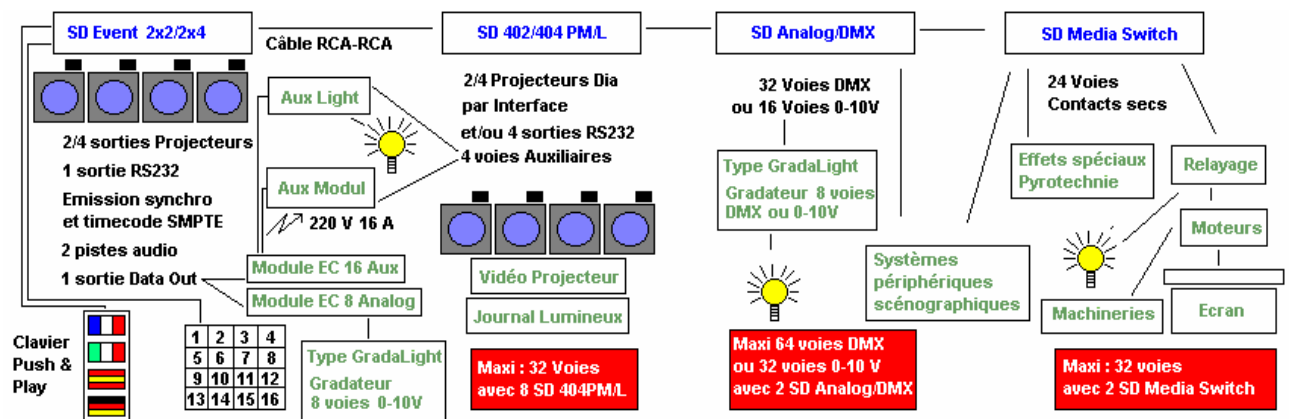 SD Event 2x2/2x4
Câble RCA-RCA
SD 402/404 PM/L
SD Analog/DMX
SD Media Switch
2/4 sorties Projecteurs
1 sortie RS232
Emission synchro
et timecode SMPTE
2 pistes audio
1 sortie Data Out
Aux Light
Aux Modul
220 V 16 A
Module EC 16 Aux
Module EC 8 Analog
Type GradaLight
Gradateur
8 voies 0-10V
Clavier
Push &
Play
1 2 3 4
5 6 7 8
9 10 11 12
13 14 15 16
2/4 Projecteurs Dia
par Interface
et/ou 4 sorties RS232
4 voies Auxiliaires
Vidéo Projecteur
Journal Lumineux
Maxi : 32 Voies
avec 8 SD 404PM/L
32 Voies DMX
ou 16 Voies 0-10V
Type GradaLight
Gradateur 8 voies
DMX ou 0-10V
Maxi 64 voies DMX
ou 32 voies 0-10 V
avec 2 SD Analog/DMX
Systèmes
périphériques
scénographiques
24 Voies
Contacts secs
Effets spéciaux
Pyrotechnie
Relayage
Moteurs
Machineries
Ecran
Maxi : 32 voies
avec 2 SD Media Switch